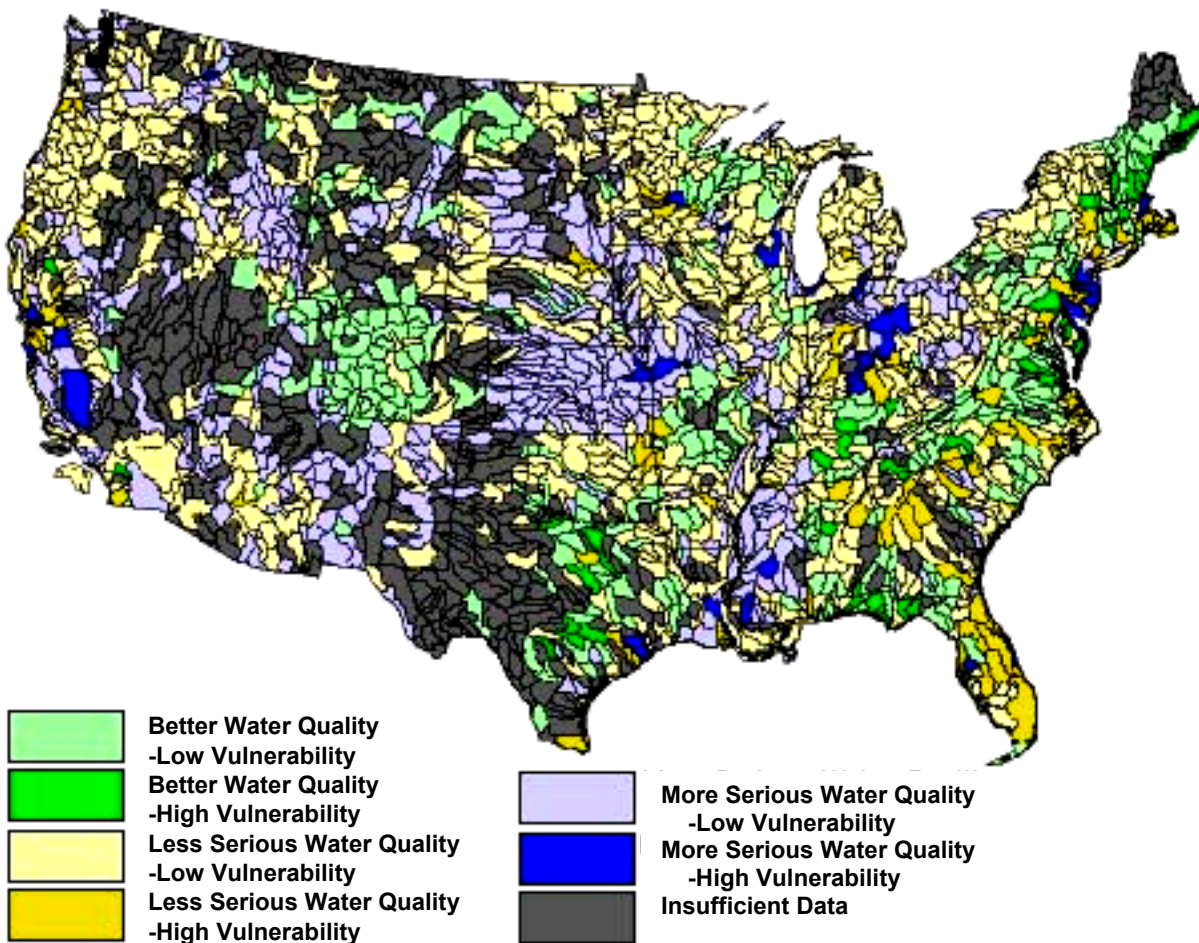 Better Water Quality
-Low Vulnerability
Better Water Quality
-High Vulnerability
Less Serious Water Quality
-Low Vulnerability
Less Serious Water Quality
-High Vulnerability
More Serious Water Quality
-Low Vulnerability
More Serious Water Quality
-High Vulnerability
Insufficient Data